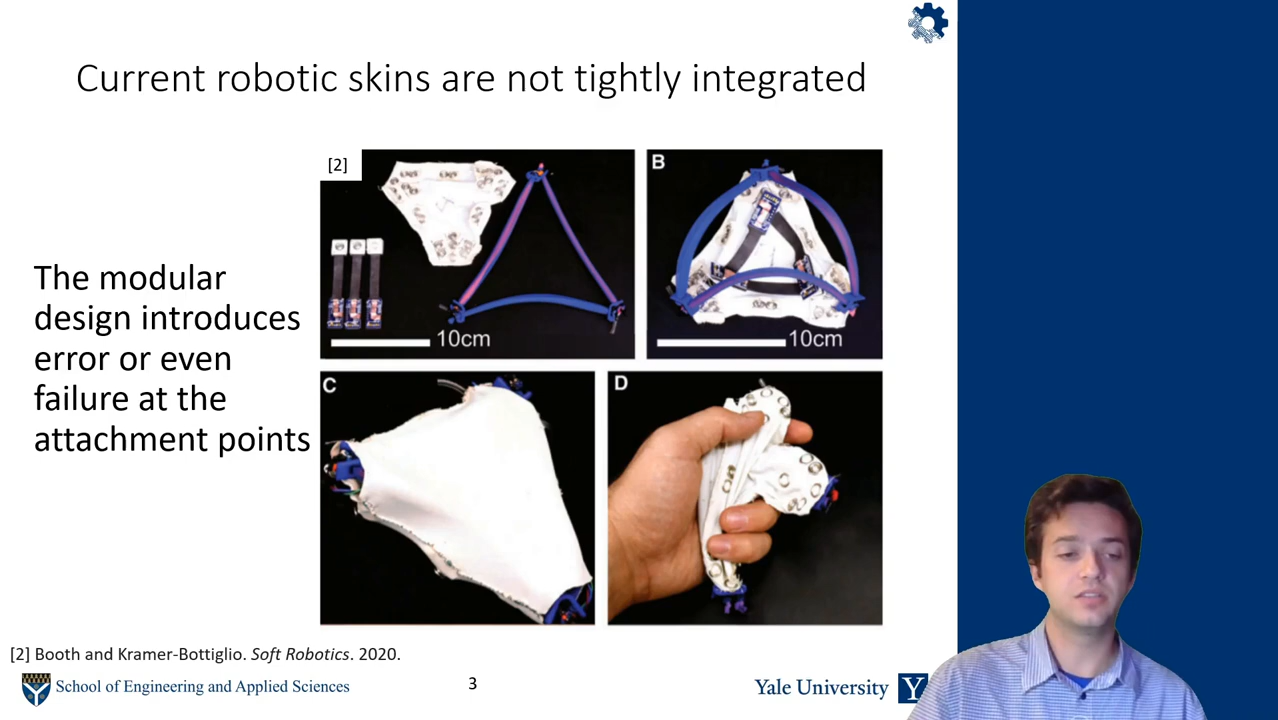 Current robotic skins are not tightly integrated
The modular
design introduces
error or even
failure at the
attachment points
[2]
B
10cm
10cm
C
D
[2] Booth and Kramer-Bottiglio. Soft Robotics. 2020.
School of Engineering and Applied Sciences
3
Yale University
Y